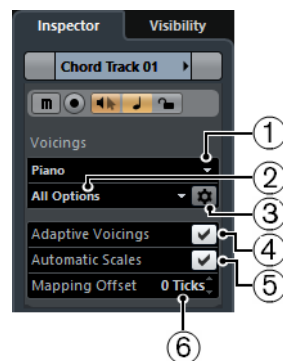 Inspector Visibility
Chord Track 01
m
Voicings
Piano
All Options
Adaptive Voicings
Automatic Scales
Mapping Offset 0 Ticks
1
2
3
4
5
6